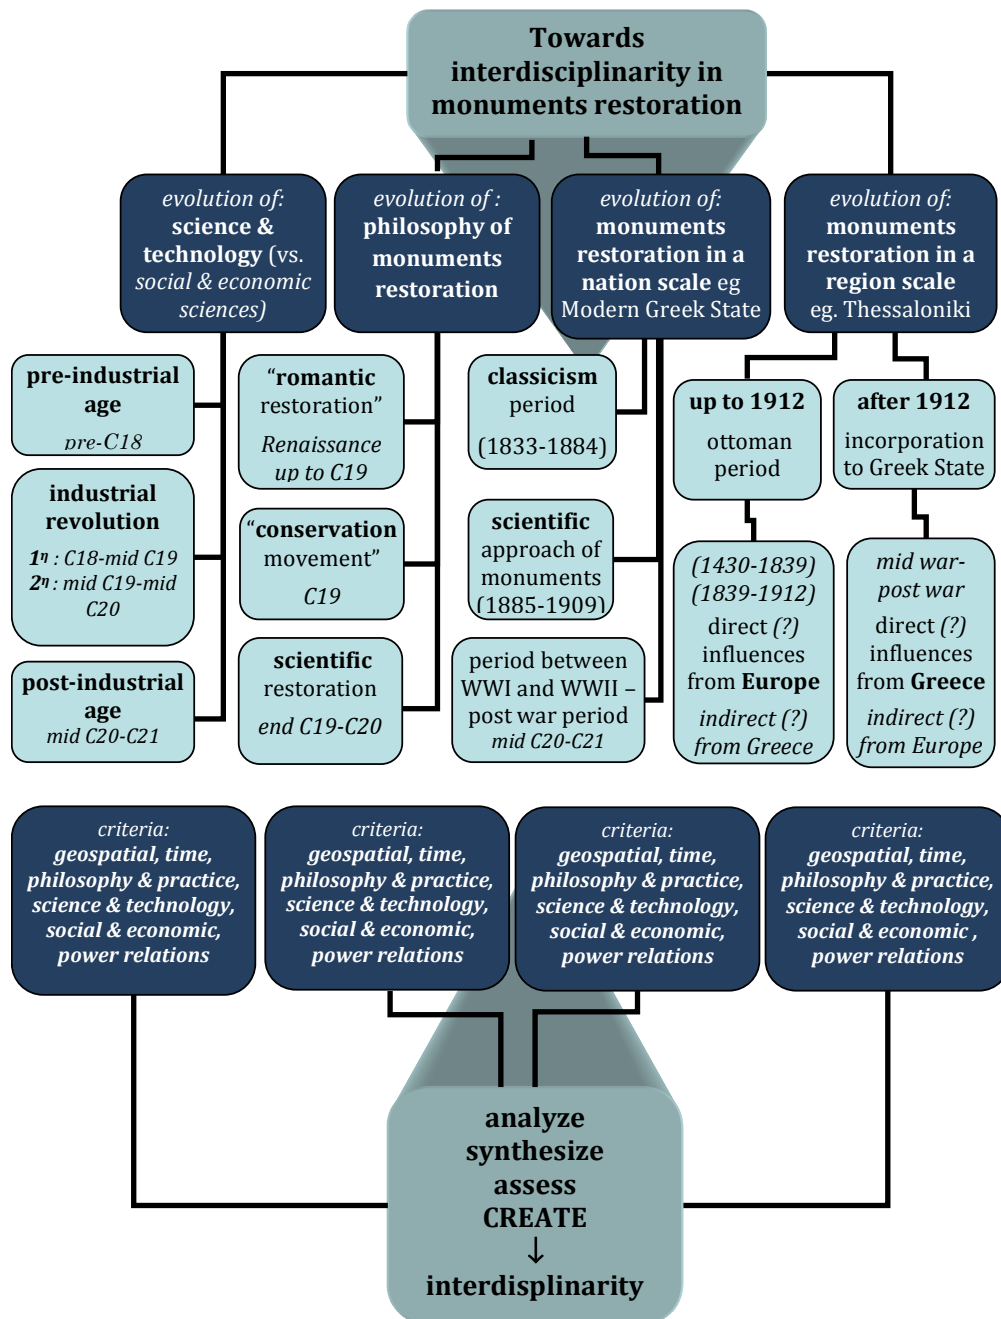 Towards
interdisciplinarity in
monuments restoration
evolution of:
science &
technology (vs.
social & economic
sciences)
evolution of :
philosophy of
monuments
restoration
evolution of:
monuments
restoration in a
nation scale eg
Modern Greek State
evolution of:
monuments
restoration in a
region scale
eg. Thessaloniki
pre-industrial
age
pre-C18
industrial
revolution
1η : C18-mid C19
2η : mid C19-mid
C20
post-industrial
age
mid C20-C21
“romantic
restoration”
Renaissance
up to C19
“conservation
movement”
C19
scientific
restoration
end C19-C20
classicism
period
(1833-1884)
scientific
approach of
monuments
(1885-1909)
period between
WWI and WWII –
post war period
mid C20-C21
up to 1912
ottoman
period
(1430-1839)
(1839-1912)
direct (?)
influences
from Europe
indirect (?)
from Greece
after 1912
incorporation
to Greek State
mid war-
post war
direct (?)
influences
from Greece
indirect (?)
from Europe
criteria:
geospatial, time,
philosophy & practice,
science & technology,
social & economic,
power relations
criteria:
geospatial, time,
philosophy & practice,
science & technology,
social & economic,
power relations
criteria:
geospatial, time,
philosophy & practice,
science & technology,
social & economic,
power relations
criteria:
geospatial, time,
philosophy & practice,
science & technology,
social & economic ,
power relations
analyze
synthesize
assess
CREATE
↓
interdisplinarity